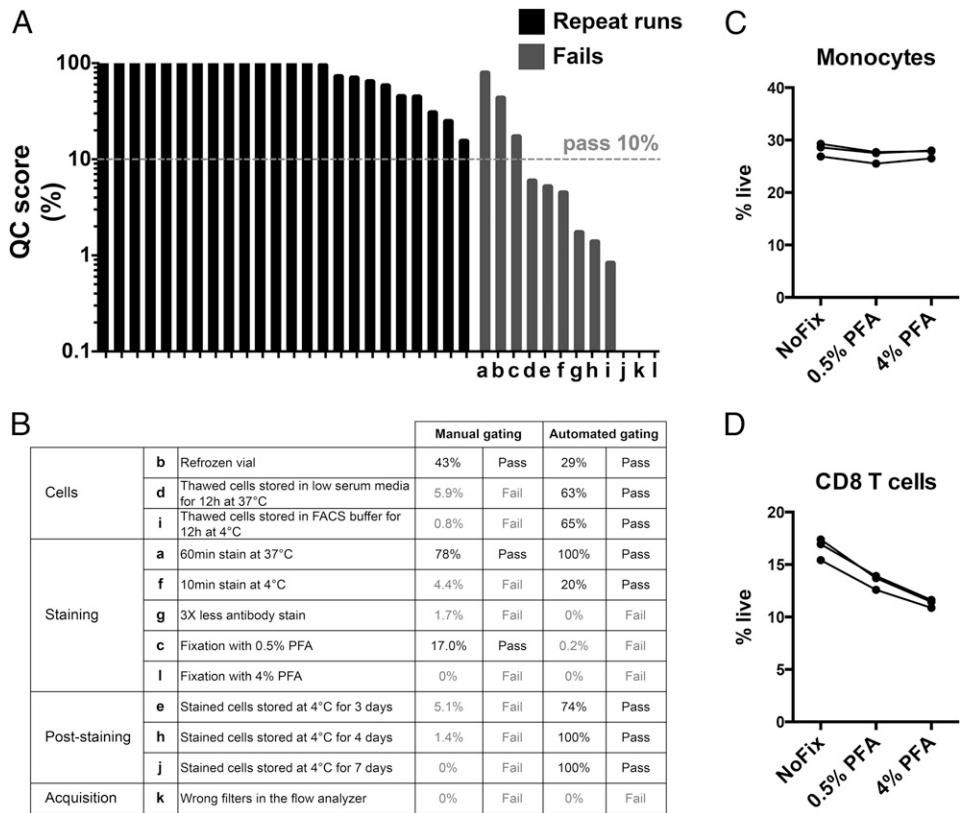 A
Repeat runs
Fails
100
10
1
0.1
QC score
(%)
pass 10%
a b c d e f g h i j k l
B
Manual gating Automated gating
Cells b Refrozen vial 43% Pass 29% Pass
d Thawed cells stored in low serum media
for 12h at 37°C 5.9% Fail 63% Pass
i Thawed cells stored in FACS buffer for
12h at 4°C 0.8% Fail 65% Pass
Staining a 60min stain at 37°C 78% Pass 100% Pass
f 10min stain at 4°C 4.4% Fail 20% Pass
g 3X less antibody stain 1.7% Fail 0% Fail
c Fixation with 0.5% PFA 17.0% Pass 0.2% Fail
l Fixation with 4% PFA 0% Fail 0% Fail
Post-staining e Stained cells stored at 4°C for 3 days 5.1% Fail 74% Pass
h Stained cells stored at 4°C for 4 days 1.4% Fail 100% Pass
j Stained cells stored at 4°C for 7 days 0% Fail 100% Pass
Acquisition k Wrong filters in the flow analyzer 0% Fail 0% Fail
C
Monocytes
40
30
20
10
0
% live
NoFix
0.5% PFA
4% PFA
D
CD8 T cells
20
15
10
5
0
% live
NoFix
0.5% PFA
4% PFA